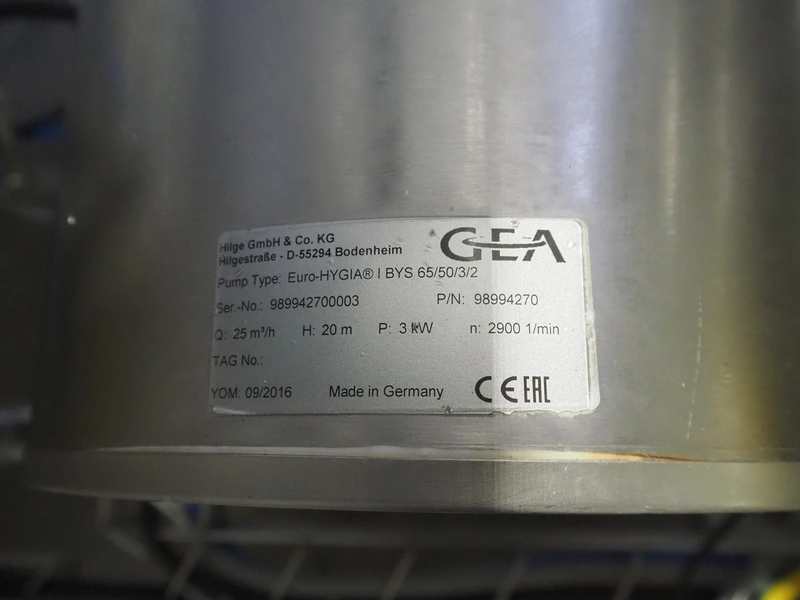 Hilge GmbH & Co. KG
Hilgestraße - D-55294 Bodenheim
GEA
Pump Type: Euro-HYGIA® I BYS 65/50/3/2
Ser.-No.: 989942700003 P/N: 98994270
Q: 25 m³/h H: 20 m P: 3 kW n: 2900 1/min
TAG No.:
YOM: 09/2016 Made in Germany CE EAC